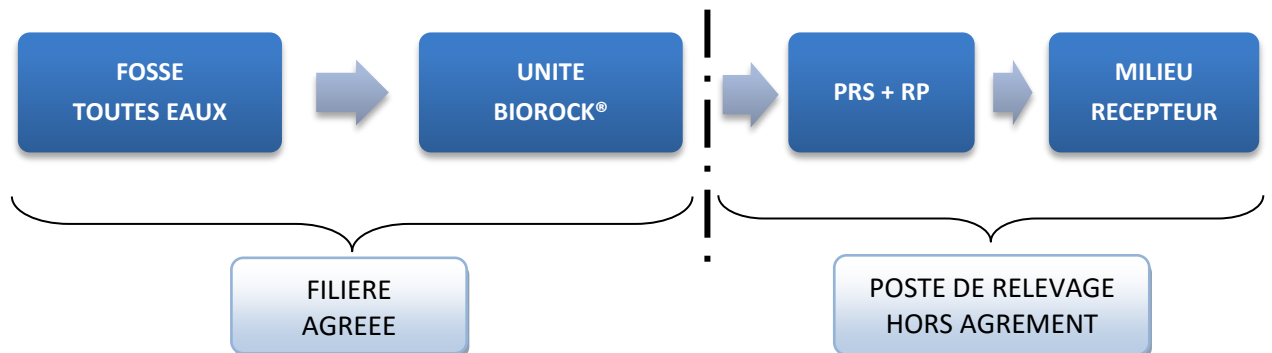 FOSSE
TOUTES EAUX
UNITE
BIOROCK®
PRS + RP
MILIEU
RECEPTEUR
FILIERE
AGREEE
POSTE DE RELEVAGE
HORS AGREMENT